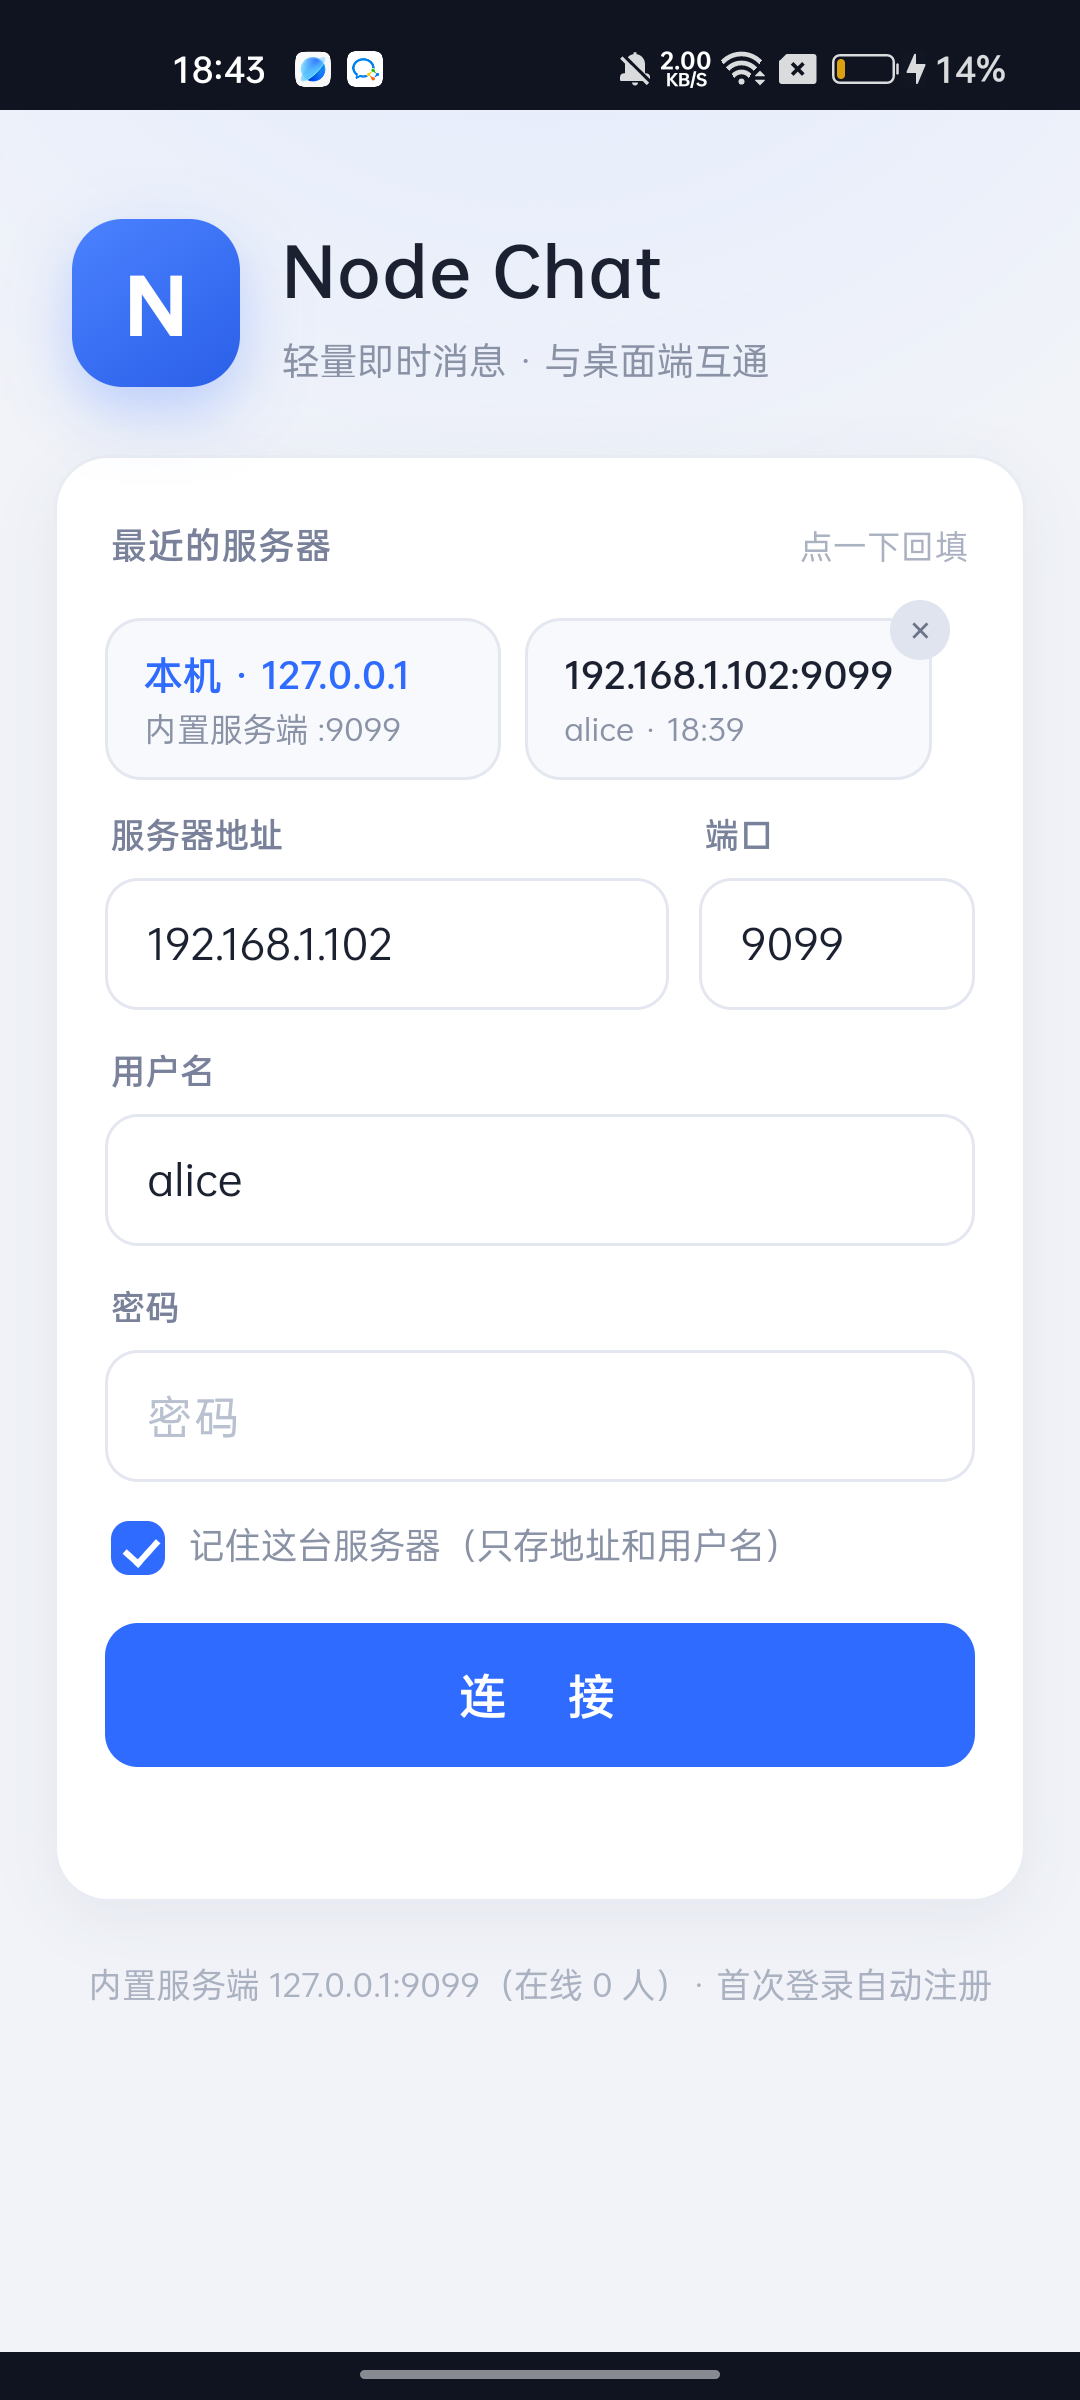 18:43
2.00 KB/S
14%
N
Node Chat
轻量即时消息 · 与桌面端互通
最近的服务器
点一下回填
本机 · 127.0.0.1
内置服务端 :9099
192.168.1.102:9099
alice · 18:39
服务器地址
端口
192.168.1.102
9099
用户名
alice
密码
密码
记住这台服务器（只存地址和用户名）
连 接
内置服务端 127.0.0.1:9099（在线 0 人） · 首次登录自动注册